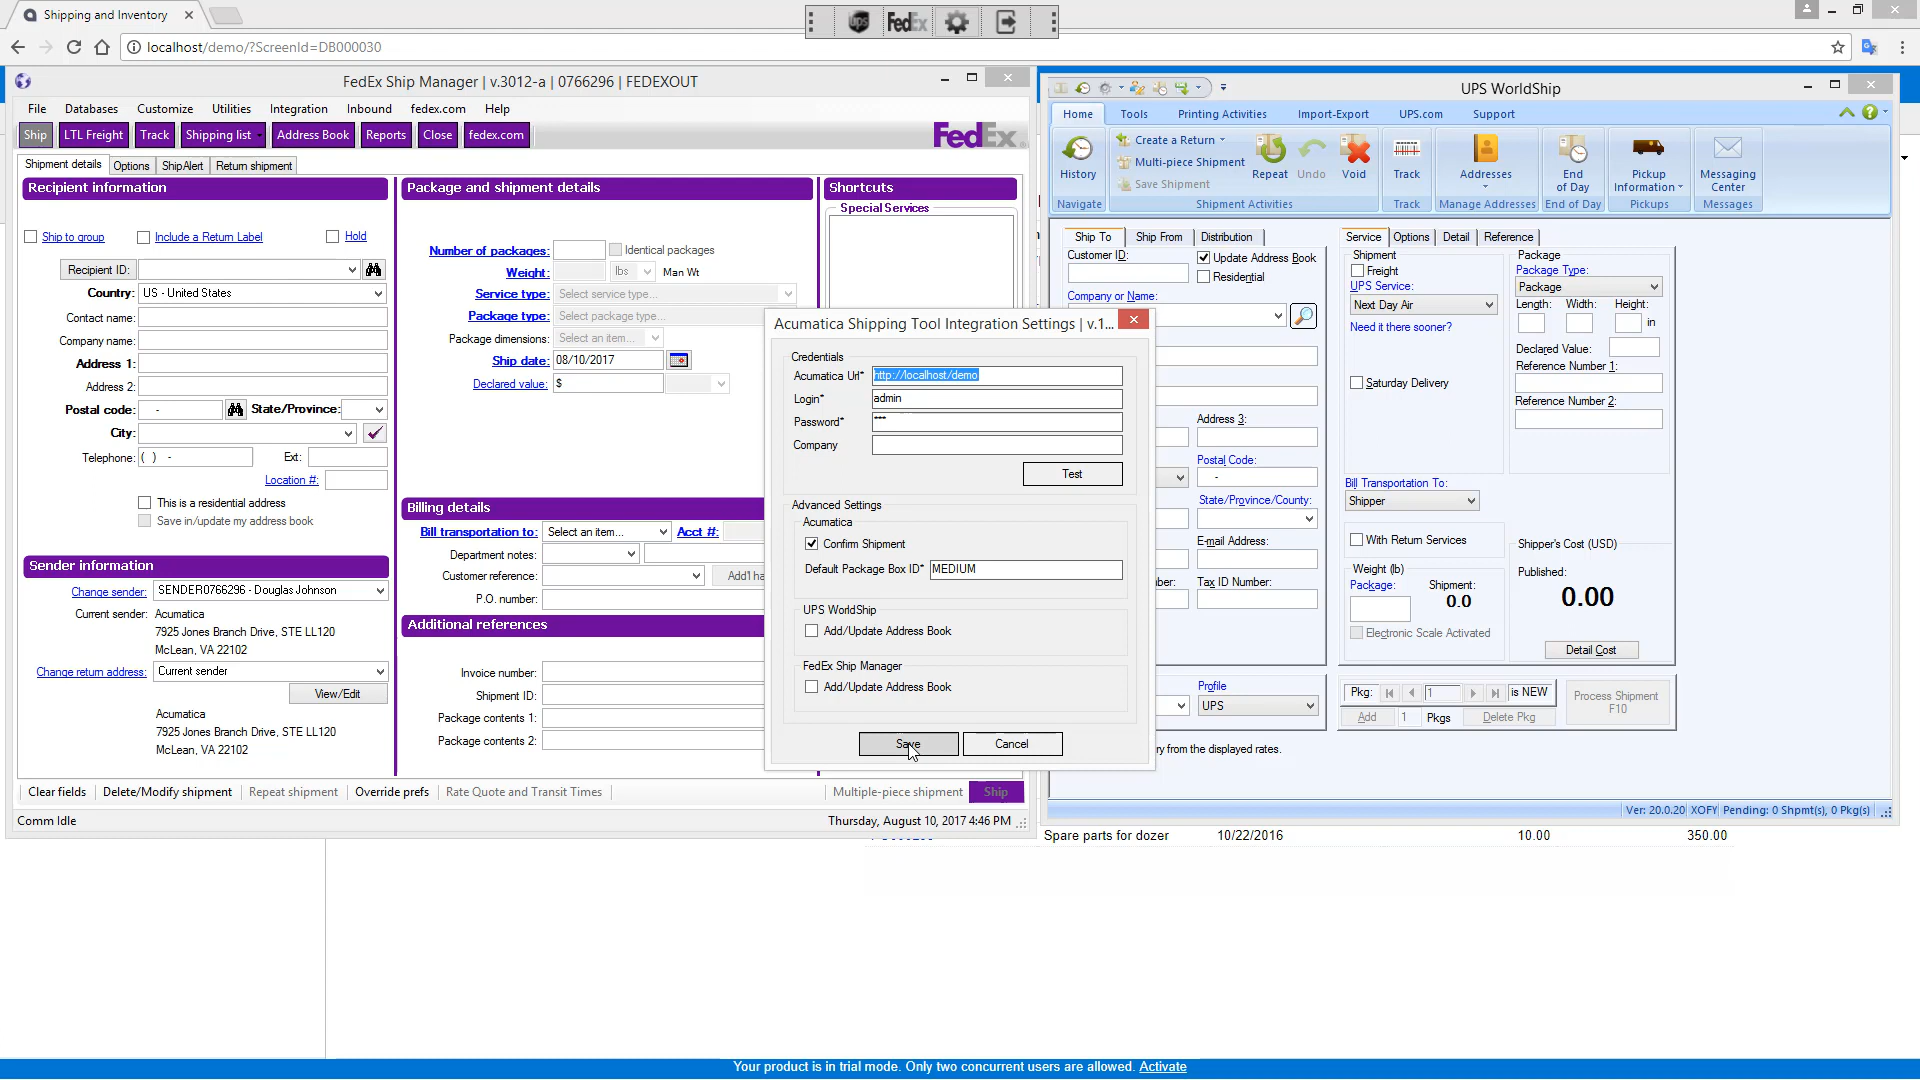 Shipping and Inventory
localhost/demo/?ScreenId=DB000030
ups FedEx
FedEx Ship Manager | v.3012-a | 0766296 | FEDEXOUT
File Databases Customize Utilities Integration Inbound fedex.com Help
Ship LTL Freight Track Shipping list Address Book Reports Close fedex.com
FedEx
Shipment details Options ShipAlert Return shipment
Recipient information
Ship to group Include a Return Label Hold
Recipient ID:
Country: US - United States
Contact name:
Company name:
Address 1:
Address 2:
Postal code: - State/Province:
City:
Telephone: ( ) - Ext:
Location #:
This is a residential address
Save in/update my address book
Sender information
Change sender: SENDER0766296 - Douglas Johnson
Current sender: Acumatica
7925 Jones Branch Drive, STE LL120
McLean, VA 22102
Change return address: Current sender
View/Edit
Acumatica
7925 Jones Branch Drive, STE LL120
McLean, VA 22102
Package and shipment details
Number of packages: Identical packages
Weight: lbs Man Wt
Service type: Select service type...
Package type: Select package type...
Package dimensions: Select an item...
Ship date: 08/10/2017
Declared value: $
Billing details
Bill transportation to: Select an item... Acct #:
Department notes:
Customer reference: Add'l ha
P.O. number:
Additional references
Invoice number:
Shipment ID:
Package contents 1:
Package contents 2:
Shortcuts
Special Services
Clear fields Delete/Modify shipment Repeat shipment Override prefs Rate Quote and Transit Times Multiple-piece shipment Ship
Comm Idle Thursday, August 10, 2017 4:46 PM
Acumatica Shipping Tool Integration Settings | v.1...
Credentials
Acumatica Url* http://localhost/demo
Login* admin
Password* ***
Company
Test
Advanced Settings
Acumatica
Confirm Shipment
Default Package Box ID* MEDIUM
UPS WorldShip
Add/Update Address Book
FedEx Ship Manager
Add/Update Address Book
Save Cancel
UPS WorldShip
Home Tools Printing Activities Import-Export UPS.com Support
History
Navigate
Create a Return
Multi-piece Shipment
Save Shipment
Repeat Undo Void
Shipment Activities
Track
Track
Addresses
Manage Addresses
End of Day
End of Day
Pickup Information
Pickups
Messaging Center
Messages
Ship To Ship From Distribution
Customer ID: Update Address Book
Residential
Company or Name:
Address 3:
Postal Code:
-
State/Province/County:
E-mail Address:
ber: Tax ID Number:
Profile
UPS
y from the displayed rates.
Service Options Detail Reference
Shipment
Freight
UPS Service:
Next Day Air
Need it there sooner?
Saturday Delivery
Package
Package Type:
Package
Length: Width: Height:
in
Declared Value:
Reference Number 1:
Reference Number 2:
Bill Transportation To:
Shipper
With Return Services
Weight (lb)
Package: Shipment:
0.0
Electronic Scale Activated
Shipper's Cost (USD)
Published:
0.00
Detail Cost
Pkg: 1 is NEW
Add 1 Pkgs Delete Pkg
Process Shipment
F10
Ver: 20.0.20 XOFY Pending: 0 Shpmt(s), 0 Pkg(s)
Spare parts for dozer 10/22/2016 10.00 350.00
Your product is in trial mode. Only two concurrent users are allowed. Activate